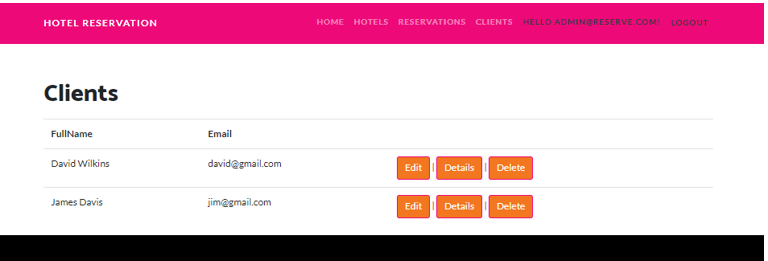 HOTEL RESERVATION HOME HOTELS RESERVATIONS CLIENTS HELLO ADMIN@RESERVE.COM! LOGOUT
Clients
FullName Email
David Wilkins david@gmail.com Edit | Details | Delete
James Davis jim@gmail.com Edit | Details | Delete